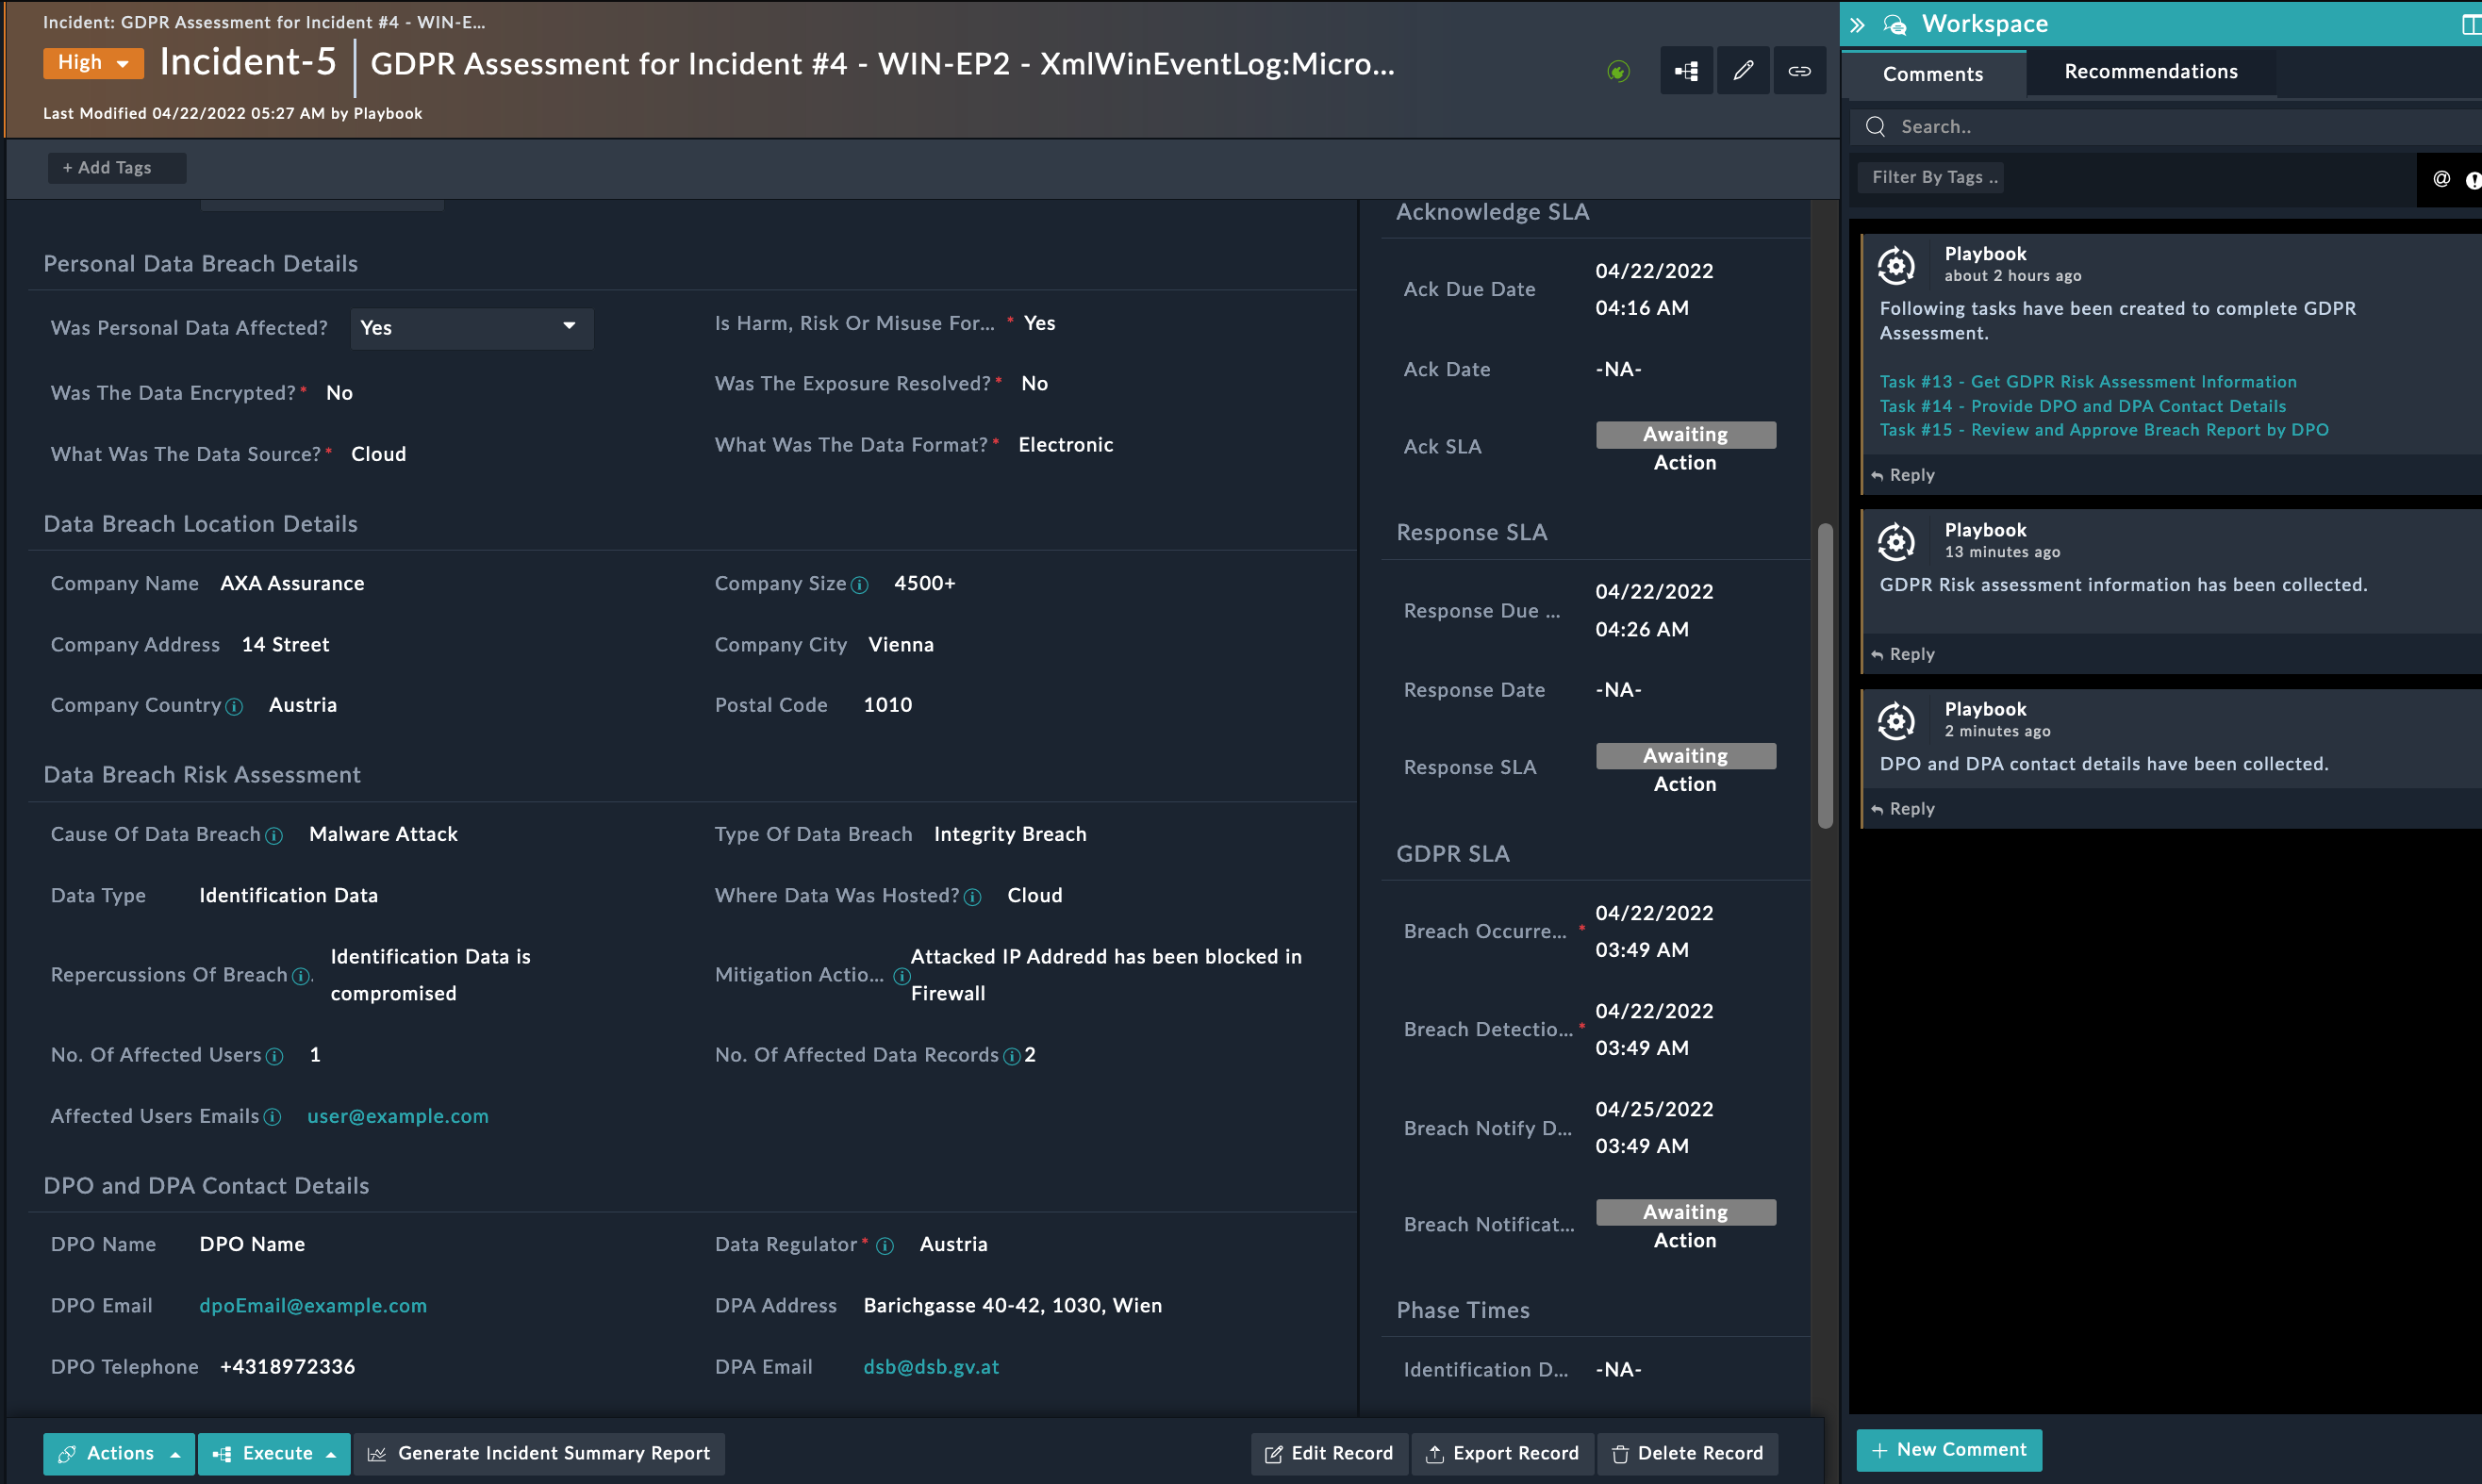 Incident: GDPR Assessment for Incident #4 - WIN-E...
High
Incident-5
GDPR Assessment for Incident #4 - WIN-EP2 - XmlWinEventLog:Micro...
Last Modified 04/22/2022 05:27 AM by Playbook
+ Add Tags
Personal Data Breach Details
Was Personal Data Affected? Yes
Is Harm, Risk Or Misuse For... * Yes
Was The Data Encrypted? * No
Was The Exposure Resolved? * No
What Was The Data Source? * Cloud
What Was The Data Format? * Electronic
Data Breach Location Details
Company Name AXA Assurance
Company Size 4500+
Company Address 14 Street
Company City Vienna
Company Country Austria
Postal Code 1010
Data Breach Risk Assessment
Cause Of Data Breach Malware Attack
Type Of Data Breach Integrity Breach
Data Type Identification Data
Where Data Was Hosted? Cloud
Repercussions Of Breach . Identification Data is
compromised
Mitigation Actio... Attacked IP Addredd has been blocked in
Firewall
No. Of Affected Users 1
No. Of Affected Data Records 2
Affected Users Emails user@example.com
DPO and DPA Contact Details
DPO Name DPO Name
Data Regulator * Austria
DPO Email dpoEmail@example.com
DPA Address Barichgasse 40-42, 1030, Wien
DPO Telephone +4318972336
DPA Email dsb@dsb.gv.at
Acknowledge SLA
Ack Due Date 04/22/2022
04:16 AM
Ack Date -NA-
Ack SLA Awaiting
Action
Response SLA
Response Due ... 04/22/2022
04:26 AM
Response Date -NA-
Response SLA Awaiting
Action
GDPR SLA
Breach Occurre... * 04/22/2022
03:49 AM
Breach Detectio... * 04/22/2022
03:49 AM
Breach Notify D... 04/25/2022
03:49 AM
Breach Notificat... Awaiting
Action
Phase Times
Identification D... -NA-
Actions
Execute
Generate Incident Summary Report
Edit Record
Export Record
Delete Record
Workspace
Comments
Recommendations
Search..
Filter By Tags ..
@
Playbook
about 2 hours ago
Following tasks have been created to complete GDPR
Assessment.
Task #13 - Get GDPR Risk Assessment Information
Task #14 - Provide DPO and DPA Contact Details
Task #15 - Review and Approve Breach Report by DPO
Reply
Playbook
13 minutes ago
GDPR Risk assessment information has been collected.
Reply
Playbook
2 minutes ago
DPO and DPA contact details have been collected.
Reply
+ New Comment